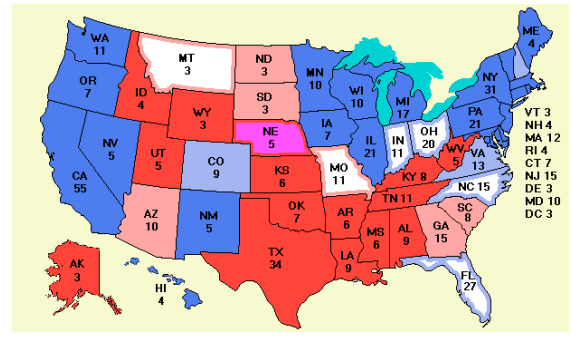 WA
11
OR
7
CA
55
NV
5
ID
4
MT
3
WY
3
UT
5
AZ
10
CO
9
NM
5
ND
3
SD
3
NE
5
KS
6
OK
7
TX
34
MN
10
IA
7
MO
11
AR
6
LA
9
WI
10
IL
21
MI
17
IN
11
OH
20
KY 8
TN 11
MS
6
AL
9
GA
15
FL
27
SC
8
NC 15
VA
13
WV
5
PA
21
NY
31
ME
4
VT 3
NH 4
MA 12
RI 4
CT 7
NJ 15
DE 3
MD 10
DC 3
AK
3
HI
4